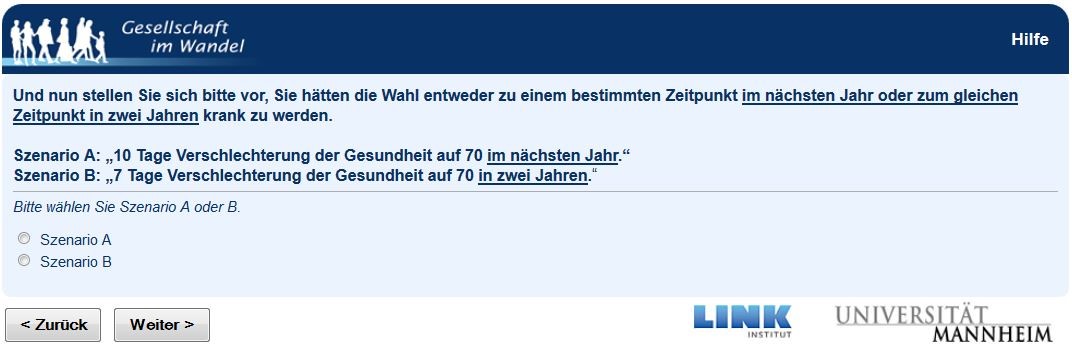 Gesellschaft
im Wandel
Hilfe
Und nun stellen Sie sich bitte vor, Sie hätten die Wahl entweder zu einem bestimmten Zeitpunkt im nächsten Jahr oder zum gleichen
Zeitpunkt in zwei Jahren krank zu werden.
Szenario A: „10 Tage Verschlechterung der Gesundheit auf 70 im nächsten Jahr.“
Szenario B: „7 Tage Verschlechterung der Gesundheit auf 70 in zwei Jahren.“
Bitte wählen Sie Szenario A oder B.
Szenario A
Szenario B
< Zurück
Weiter >
LINK
INSTITUT
UNIVERSITÄT
MANNHEIM